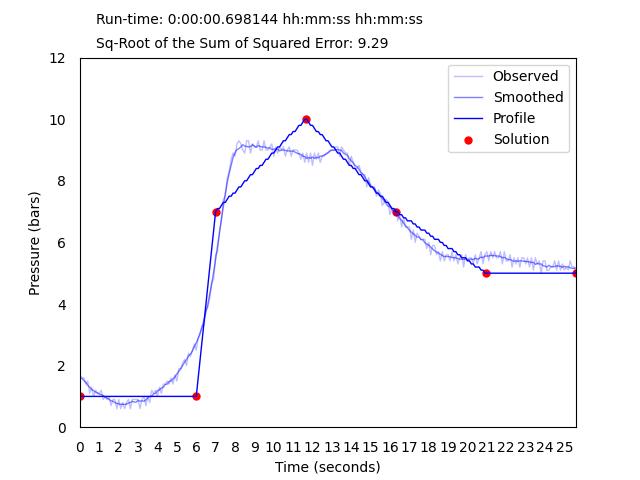 Run-time: 0:00:00.698144 hh:mm:ss hh:mm:ss
Sq-Root of the Sum of Squared Error: 9.29
12
10
8
6
4
2
0
Pressure (bars)
Observed
Smoothed
Profile
Solution
0 1 2 3 4 5 6 7 8 9 10 11 12 13 14 15 16 17 18 19 20 21 22 23 24 25
Time (seconds)